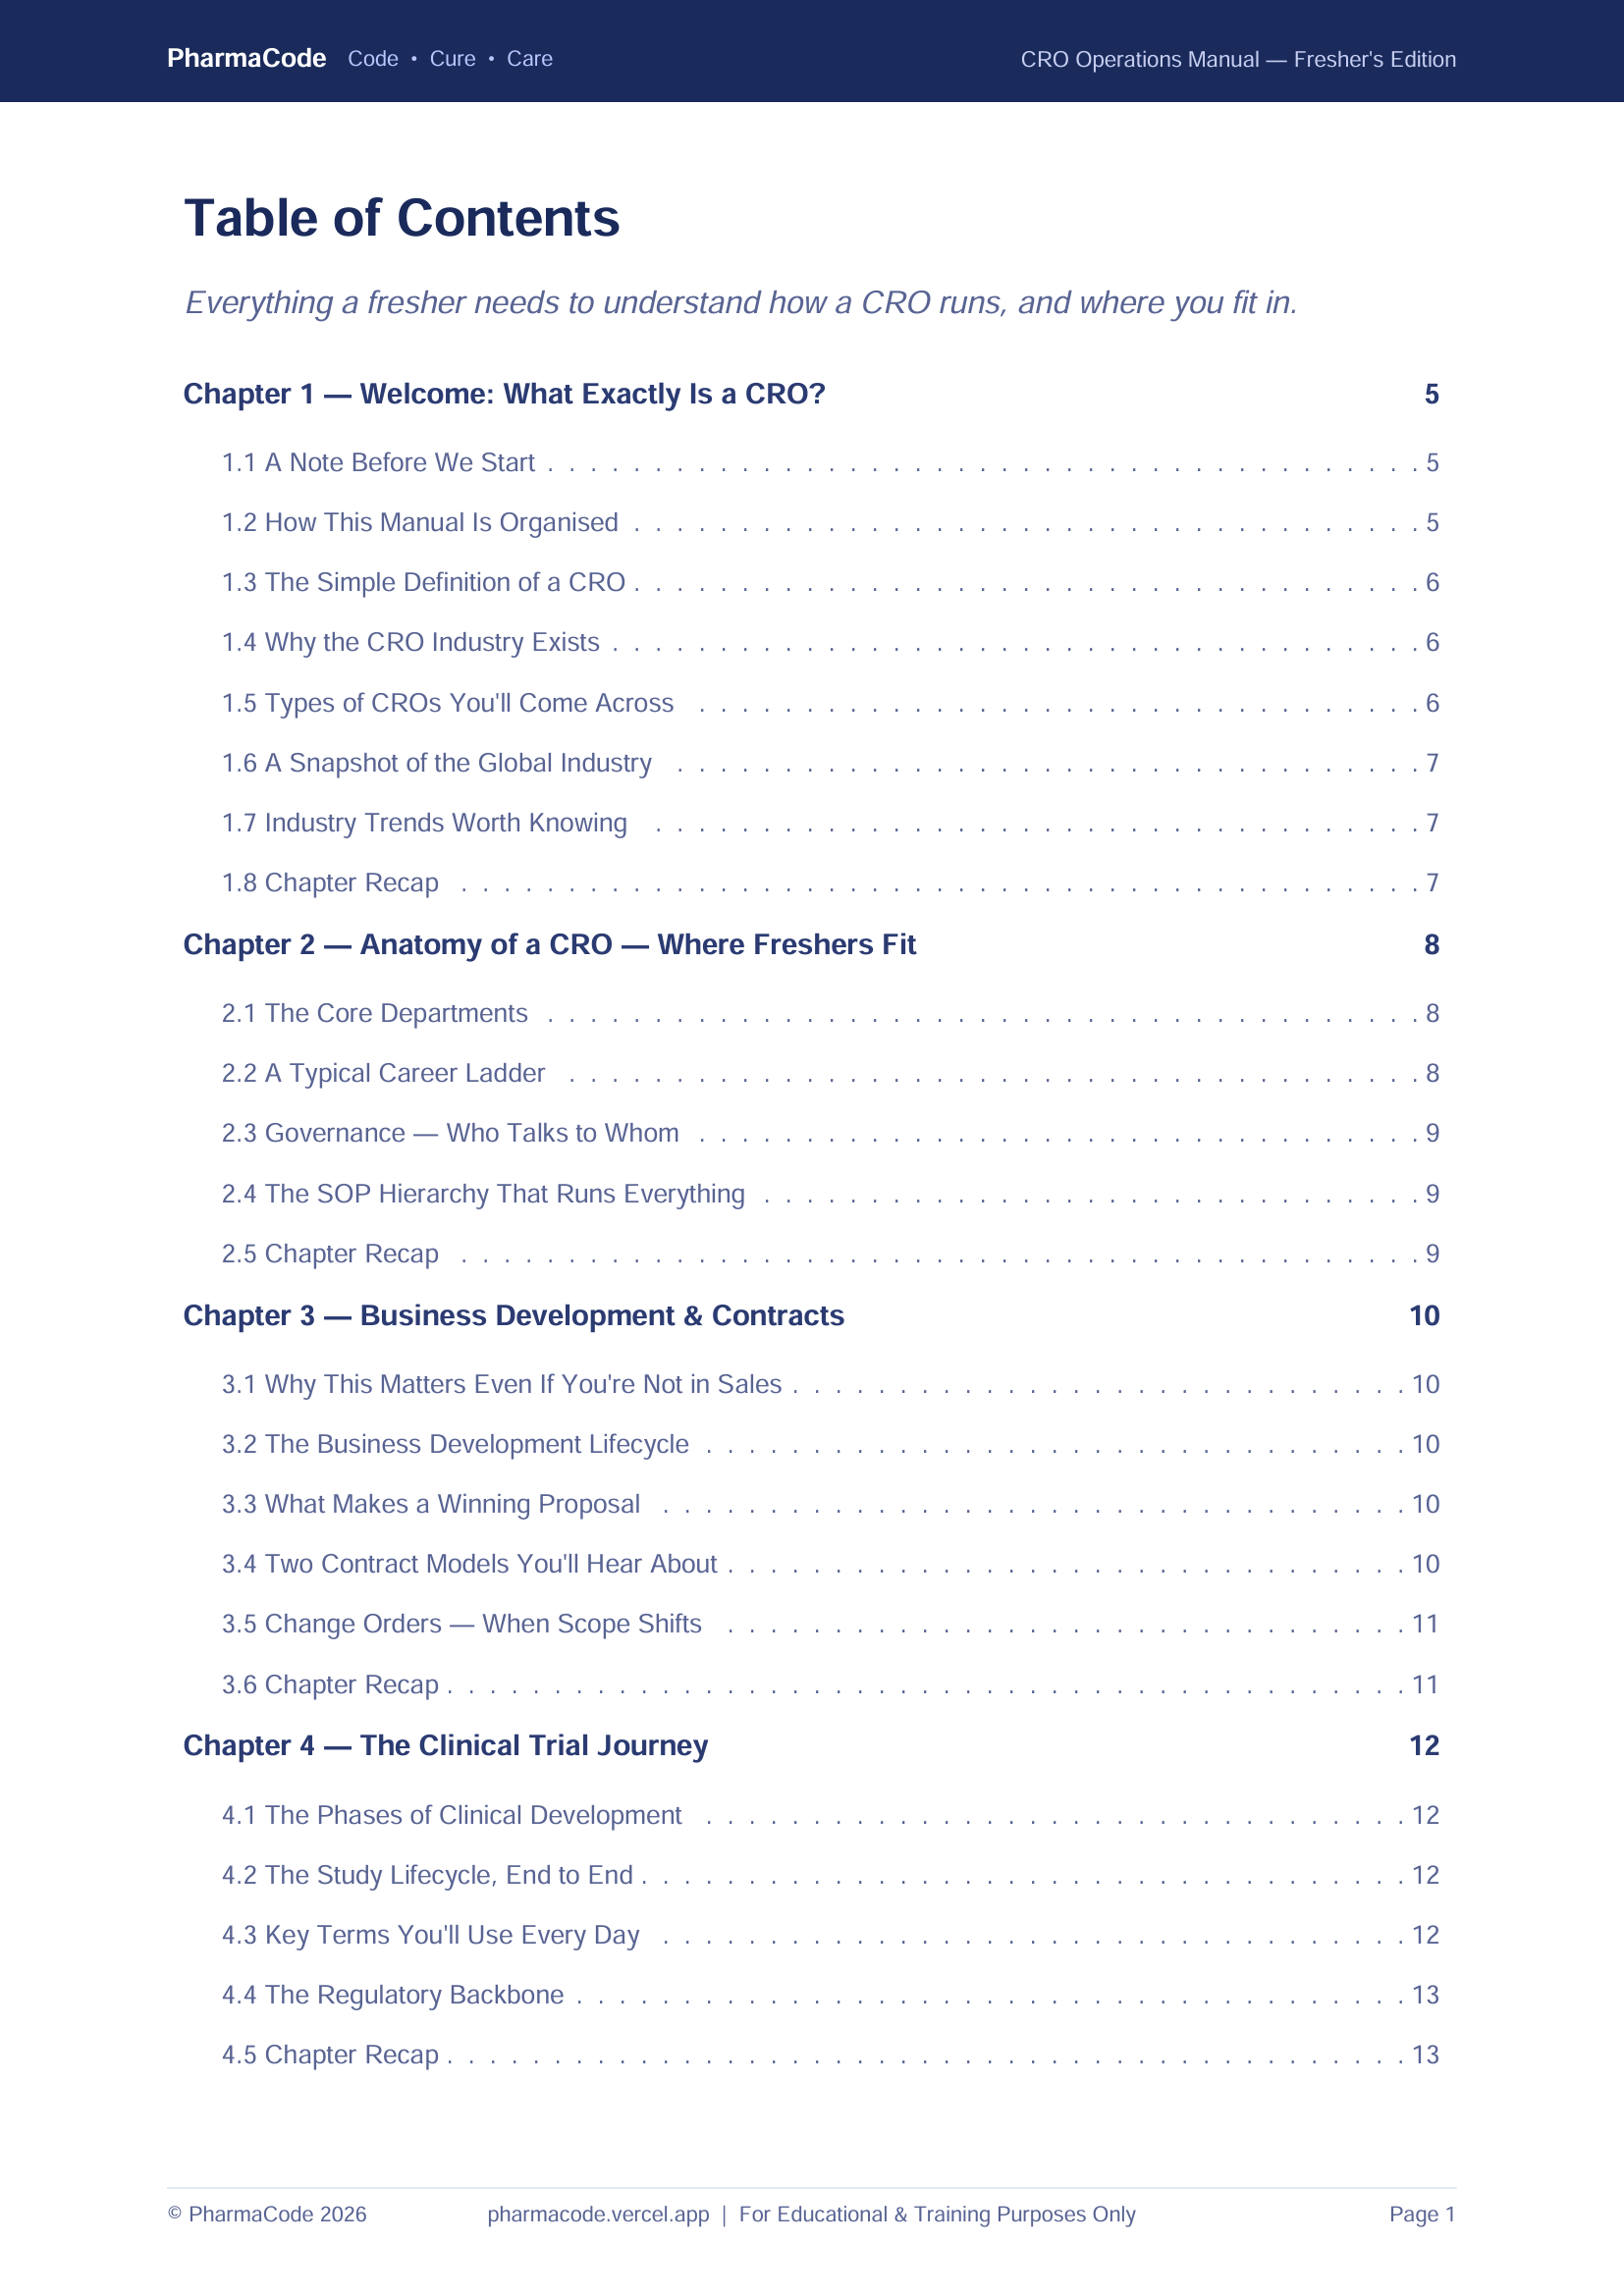 PharmaCode Code • Cure • Care CRO Operations Manual — Fresher's Edition
Table of Contents
Everything a fresher needs to understand how a CRO runs, and where you fit in.
Chapter 1 — Welcome: What Exactly Is a CRO? 5
1.1 A Note Before We Start . . . . . . . . . . . . . . . . . . . . 5
1.2 How This Manual Is Organised . . . . . . . . . . . . . . . . . . . . 5
1.3 The Simple Definition of a CRO . . . . . . . . . . . . . . . . . . . . 6
1.4 Why the CRO Industry Exists . . . . . . . . . . . . . . . . . . . . 6
1.5 Types of CROs You'll Come Across . . . . . . . . . . . . . . . . . . . . 6
1.6 A Snapshot of the Global Industry . . . . . . . . . . . . . . . . . . . . 7
1.7 Industry Trends Worth Knowing . . . . . . . . . . . . . . . . . . . . 7
1.8 Chapter Recap . . . . . . . . . . . . . . . . . . . . 7
Chapter 2 — Anatomy of a CRO — Where Freshers Fit 8
2.1 The Core Departments . . . . . . . . . . . . . . . . . . . . 8
2.2 A Typical Career Ladder . . . . . . . . . . . . . . . . . . . . 8
2.3 Governance — Who Talks to Whom . . . . . . . . . . . . . . . . . . . . 9
2.4 The SOP Hierarchy That Runs Everything . . . . . . . . . . . . . . . . . . . . 9
2.5 Chapter Recap . . . . . . . . . . . . . . . . . . . . 9
Chapter 3 — Business Development & Contracts 10
3.1 Why This Matters Even If You're Not in Sales . . . . . . . . . . . . . . . . . . . . 10
3.2 The Business Development Lifecycle . . . . . . . . . . . . . . . . . . . . 10
3.3 What Makes a Winning Proposal . . . . . . . . . . . . . . . . . . . . 10
3.4 Two Contract Models You'll Hear About . . . . . . . . . . . . . . . . . . . . 10
3.5 Change Orders — When Scope Shifts . . . . . . . . . . . . . . . . . . . . 11
3.6 Chapter Recap . . . . . . . . . . . . . . . . . . . . 11
Chapter 4 — The Clinical Trial Journey 12
4.1 The Phases of Clinical Development . . . . . . . . . . . . . . . . . . . . 12
4.2 The Study Lifecycle, End to End . . . . . . . . . . . . . . . . . . . . 12
4.3 Key Terms You'll Use Every Day . . . . . . . . . . . . . . . . . . . . 12
4.4 The Regulatory Backbone . . . . . . . . . . . . . . . . . . . . 13
4.5 Chapter Recap . . . . . . . . . . . . . . . . . . . . 13
© PharmaCode 2026 pharmacode.vercel.app | For Educational & Training Purposes Only Page 1